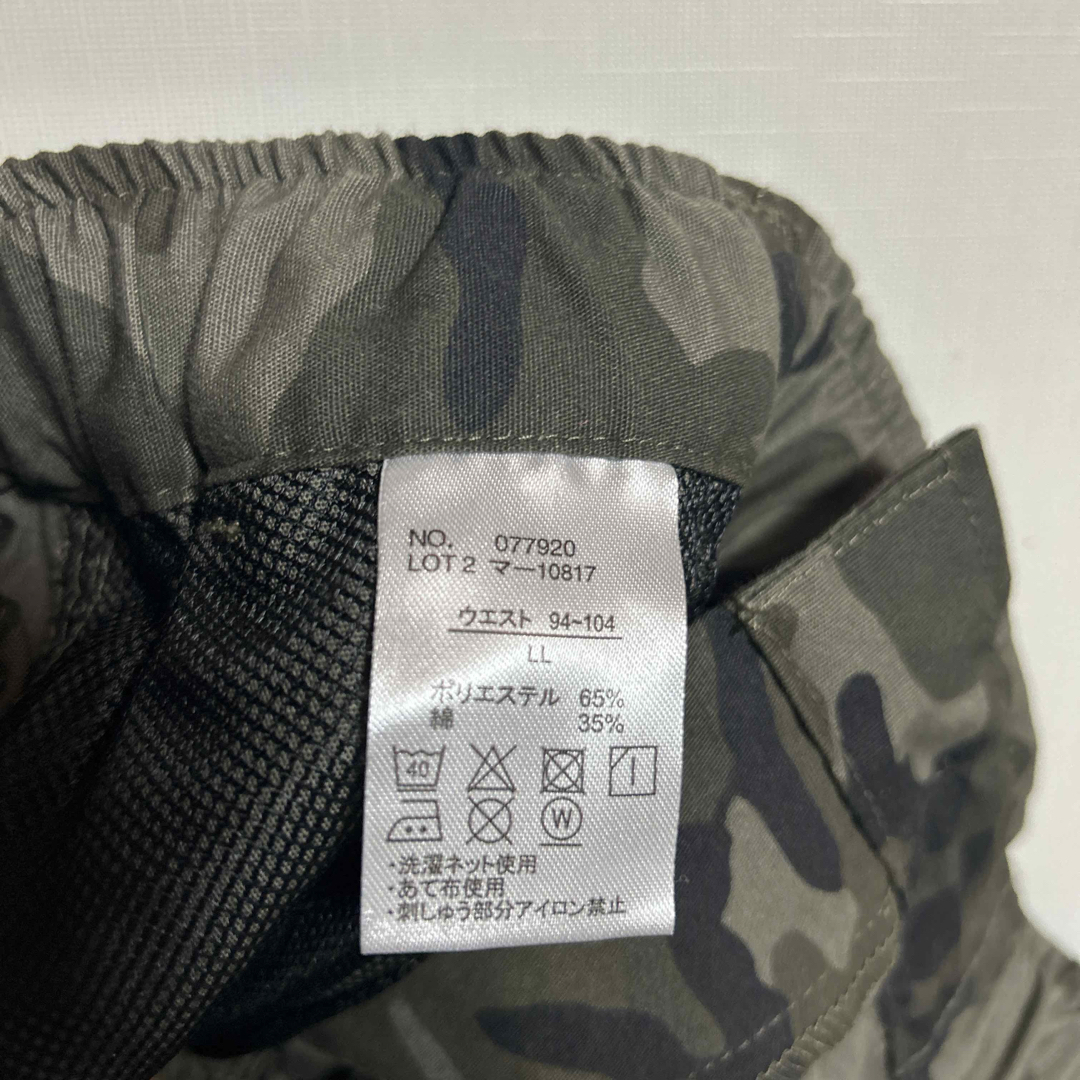 NO. 077920
LOT 2 マー10817
ウエスト 94~104
LL
ポリエステル 65%
綿 35%
40
W
・洗濯ネット使用
・あて布使用
・刺しゅう部分アイロン禁止